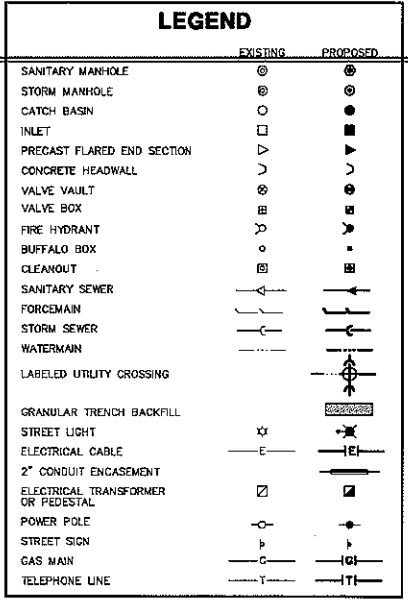 LEGEND
EXISTING PROPOSED
SANITARY MANHOLE
STORM MANHOLE
CATCH BASIN
INLET
PRECAST FLARED END SECTION
CONCRETE HEADWALL
VALVE VAULT
VALVE BOX
FIRE HYDRANT
BUFFALO BOX
CLEANOUT
SANITARY SEWER
FORCEMAIN
STORM SEWER
WATERMAIN
LABELED UTILITY CROSSING
GRANULAR TRENCH BACKFILL
STREET LIGHT
ELECTRICAL CABLE E E
2" CONDUIT ENCASEMENT
ELECTRICAL TRANSFORMER
OR PEDESTAL
POWER POLE
STREET SIGN
GAS MAIN G G
TELEPHONE LINE T T